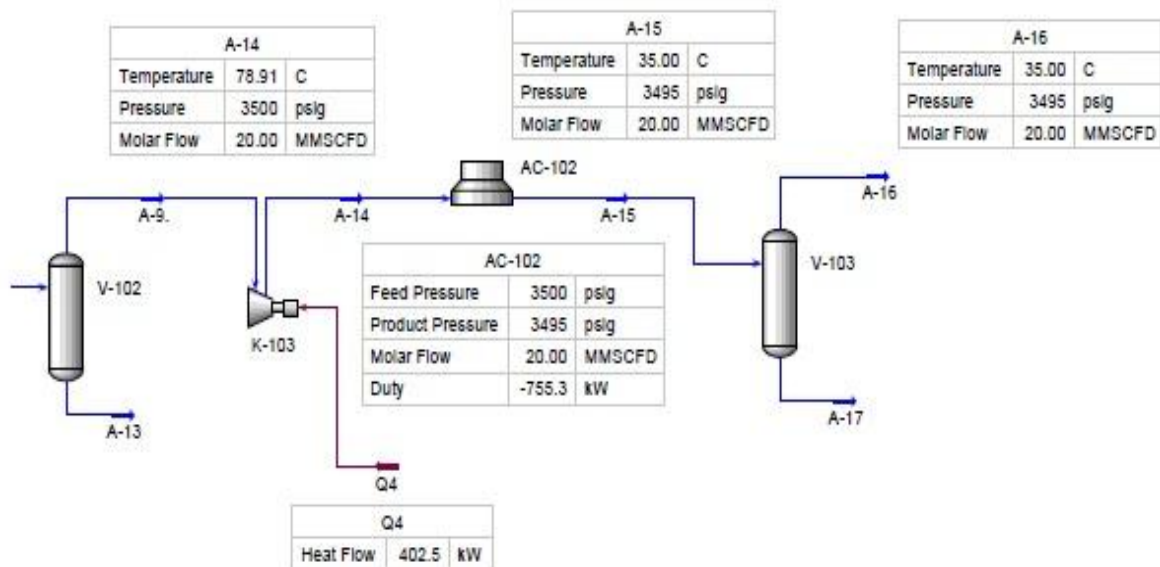 A-14
Temperature 78.91 C
Pressure 3500 psig
Molar Flow 20.00 MMSCFD
A-15
Temperature 35.00 C
Pressure 3495 psig
Molar Flow 20.00 MMSCFD
A-16
Temperature 35.00 C
Pressure 3495 psig
Molar Flow 20.00 MMSCFD
AC-102
A-9.
A-14
A-15
A-16
V-102
K-103
V-103
AC-102
Feed Pressure 3500 psig
Product Pressure 3495 psig
Molar Flow 20.00 MMSCFD
Duty -755.3 kW
A-13
A-17
Q4
Q4
Heat Flow 402.5 kW